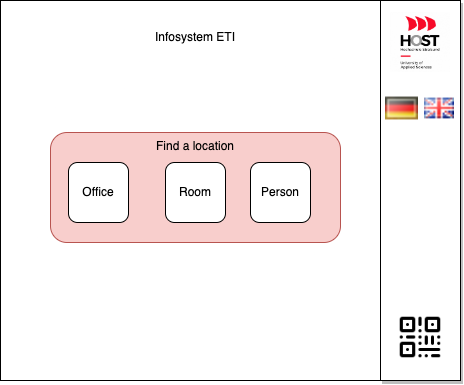 Infosystem ETI
HOST
Hochschule Stralsund
University of
Applied Sciences
Find a location
Office
Room
Person